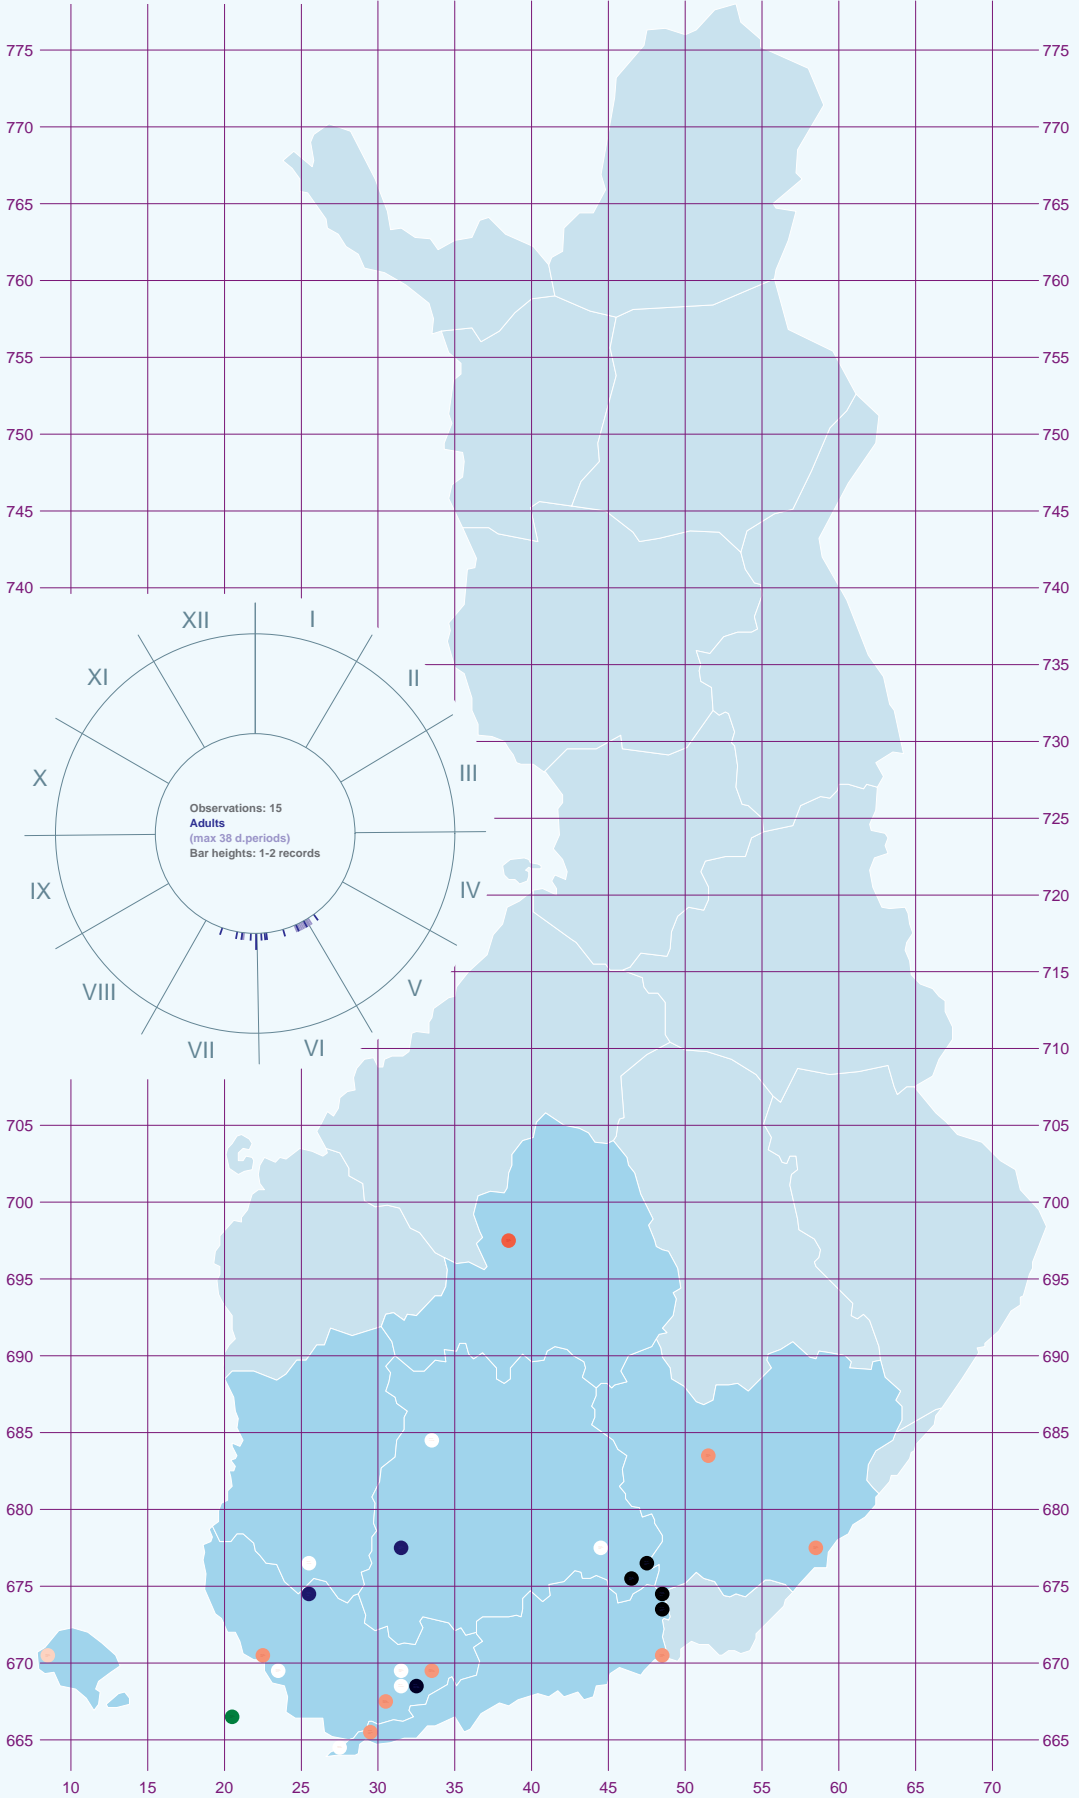 775 775
770 770
765 765
760 760
755 755
750 750
745 745
740 740
XII I
XI II
735 735
730 730
X III
725 725
Observations: 15
Adults
(max 38 d.periods)
Bar heights: 1-2 records
IX IV
720 720
715 715
VIII V
710 710
VII VI
705 705
700 700
695 695
690 690
685 685
680 680
675 675
670 670
665 665
10 15 20 25 30 35 40 45 50 55 60 65 70